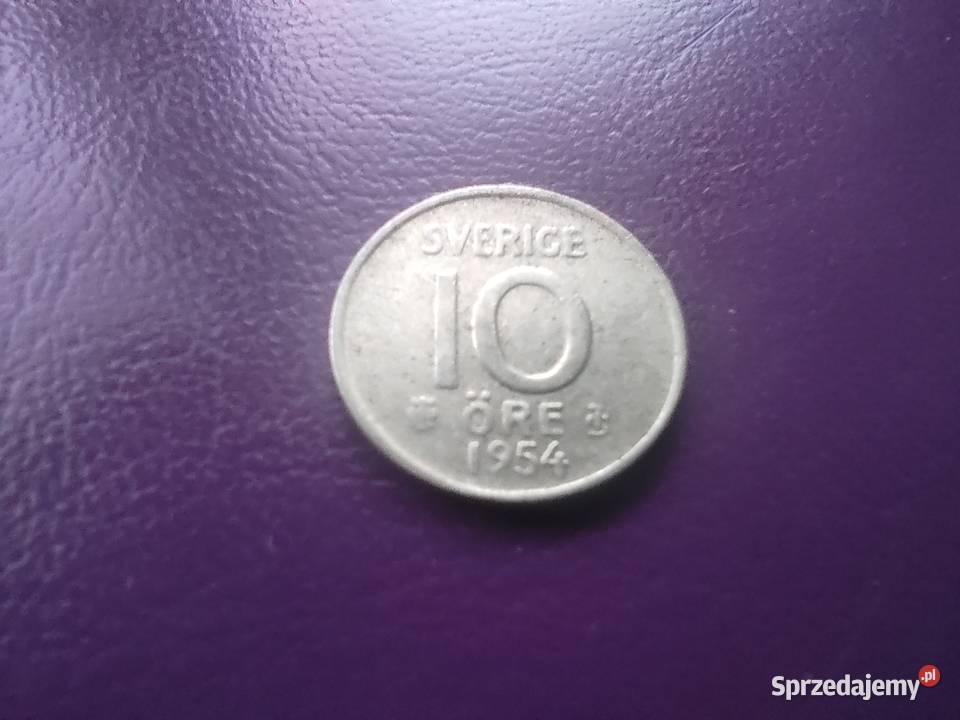 SVERIGE
10
ÖRE
1954
Sprzedajemy.pl